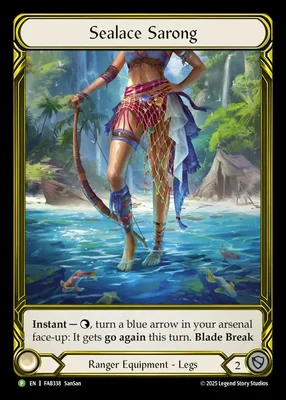 Sealace Sarong
Instant — , turn a blue arrow in your arsenal
face-up: It gets go again this turn. Blade Break
Ranger Equipment - Legs
2
P EN | FAB338 SanSan
© 2025 Legend Story Studios